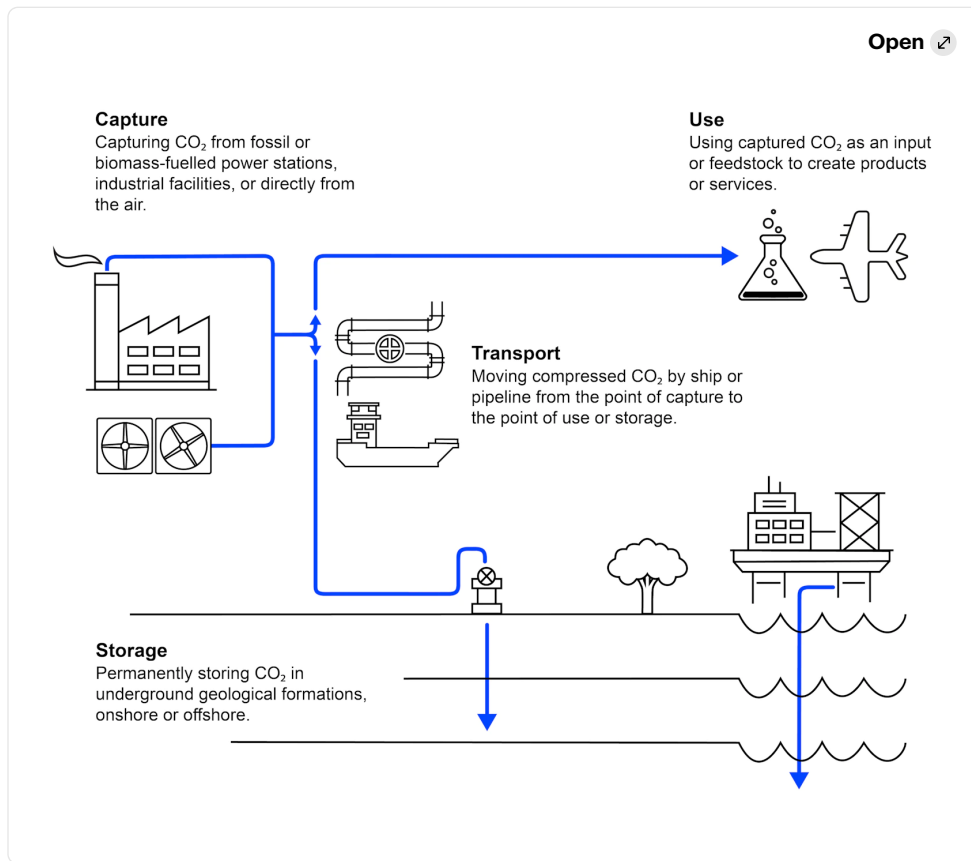 Open
Capture
Capturing CO₂ from fossil or
biomass-fuelled power stations,
industrial facilities, or directly from
the air.
Use
Using captured CO₂ as an input
or feedstock to create products
or services.
Transport
Moving compressed CO₂ by ship or
pipeline from the point of capture to
the point of use or storage.
Storage
Permanently storing CO₂ in
underground geological formations,
onshore or offshore.